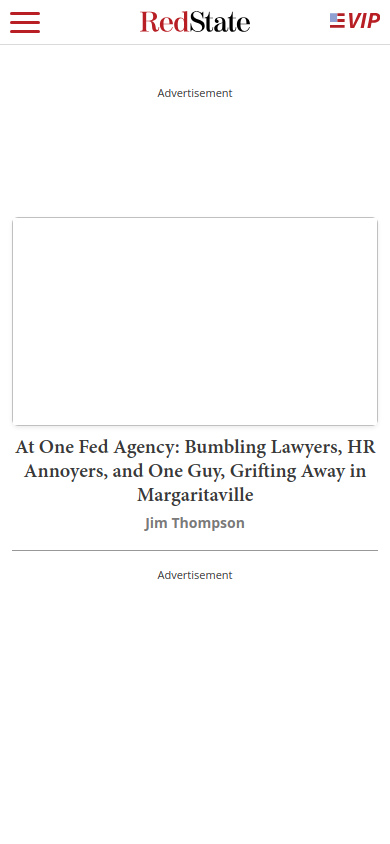 RedState
VIP
Advertisement
At One Fed Agency: Bumbling Lawyers, HR
Annoyers, and One Guy, Grifting Away in
Margaritaville
Jim Thompson
Advertisement